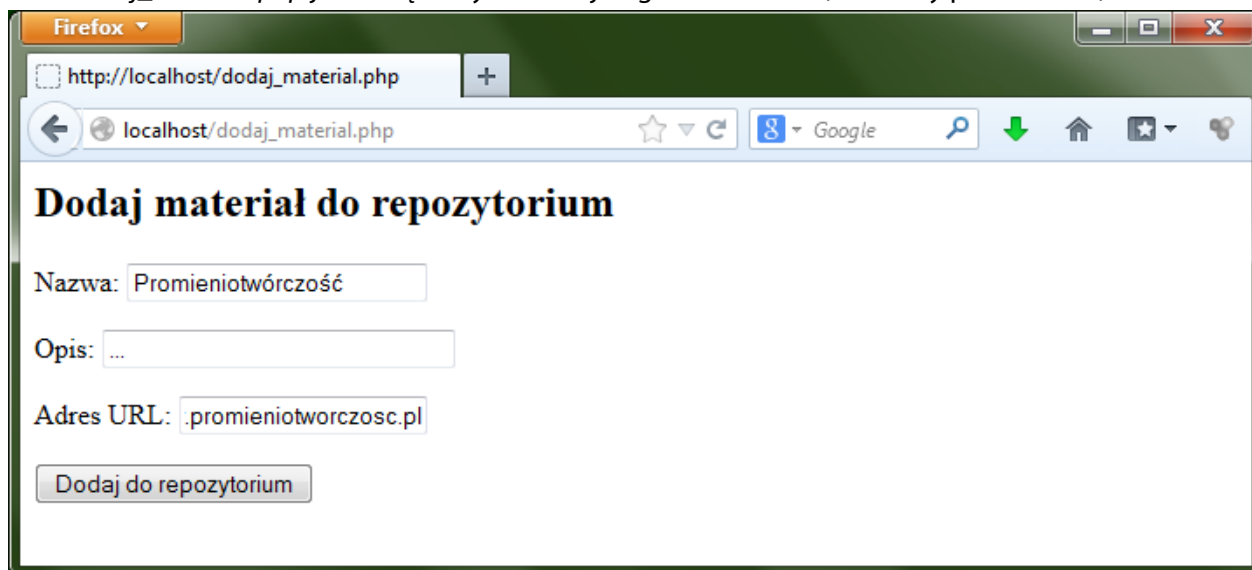 Firefox
http://localhost/dodaj_material.php
localhost/dodaj_material.php
Google
Dodaj materiał do repozytorium
Nazwa: Promieniotwórczość
Opis: ...
Adres URL: .promieniotworczosc.pl
Dodaj do repozytorium